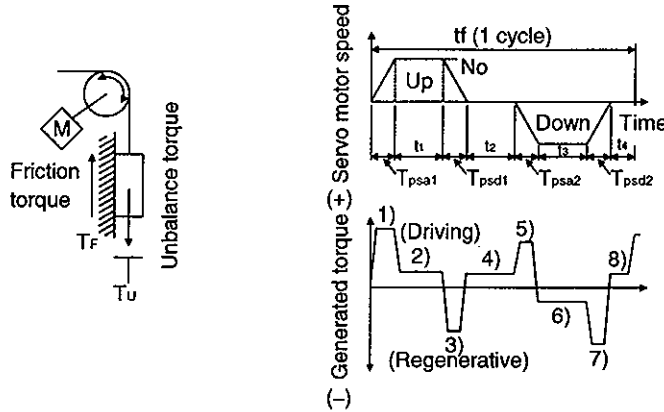 M
Friction
torque
TF
Unbalance torque
TU
Servo motor speed
tf (1 cycle)
No
Up
Down
Time
t1
t2
t3
t4
Tpsa1
Tpsd1
Tpsa2
Tpsd2
(+)
Generated torque
(–)
(Driving)
(Regenerative)
1)
2)
3)
4)
5)
6)
7)
8)